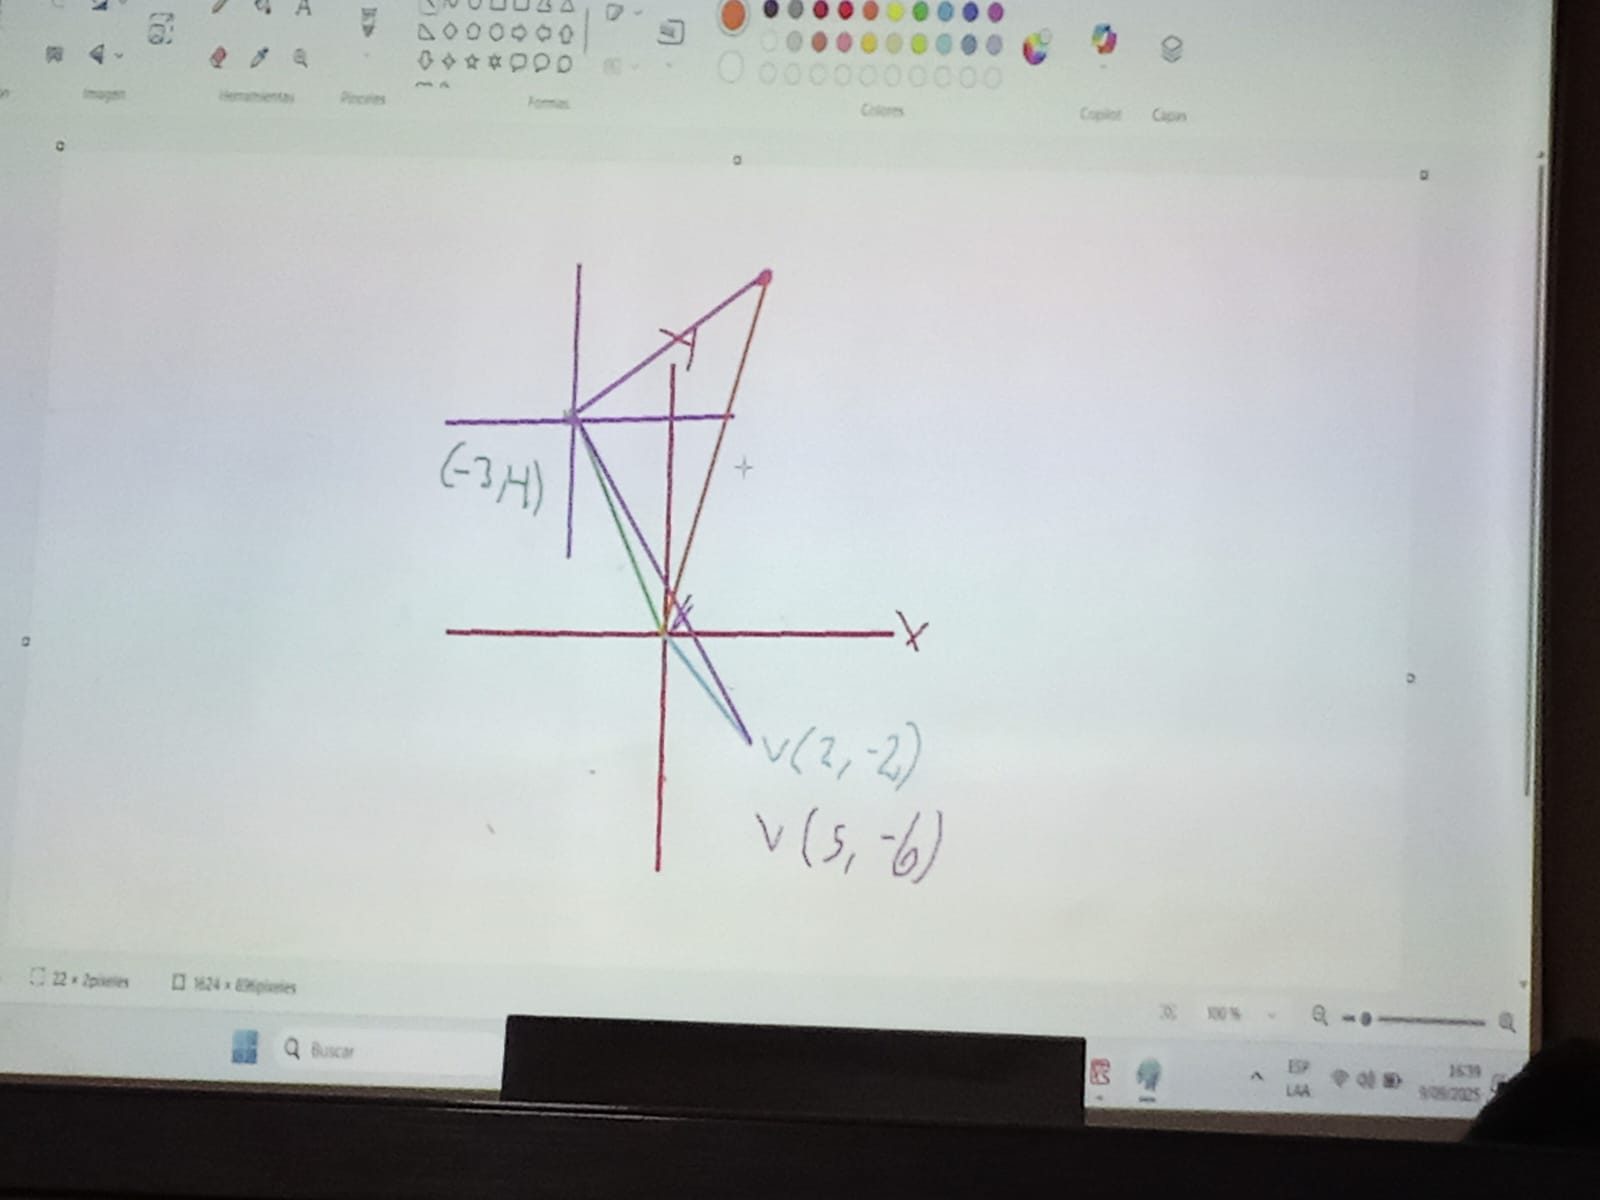 A
Imagen
Herramientas
Pinceles
Formas
Colores
Copilot
Capas
y
(-3,4)
X
V(2,-2)
V(5,-6)
22 × 2píxeles
1624 × 896píxeles
100 %
Buscar
ESP
LAA
16:39
9/09/2025